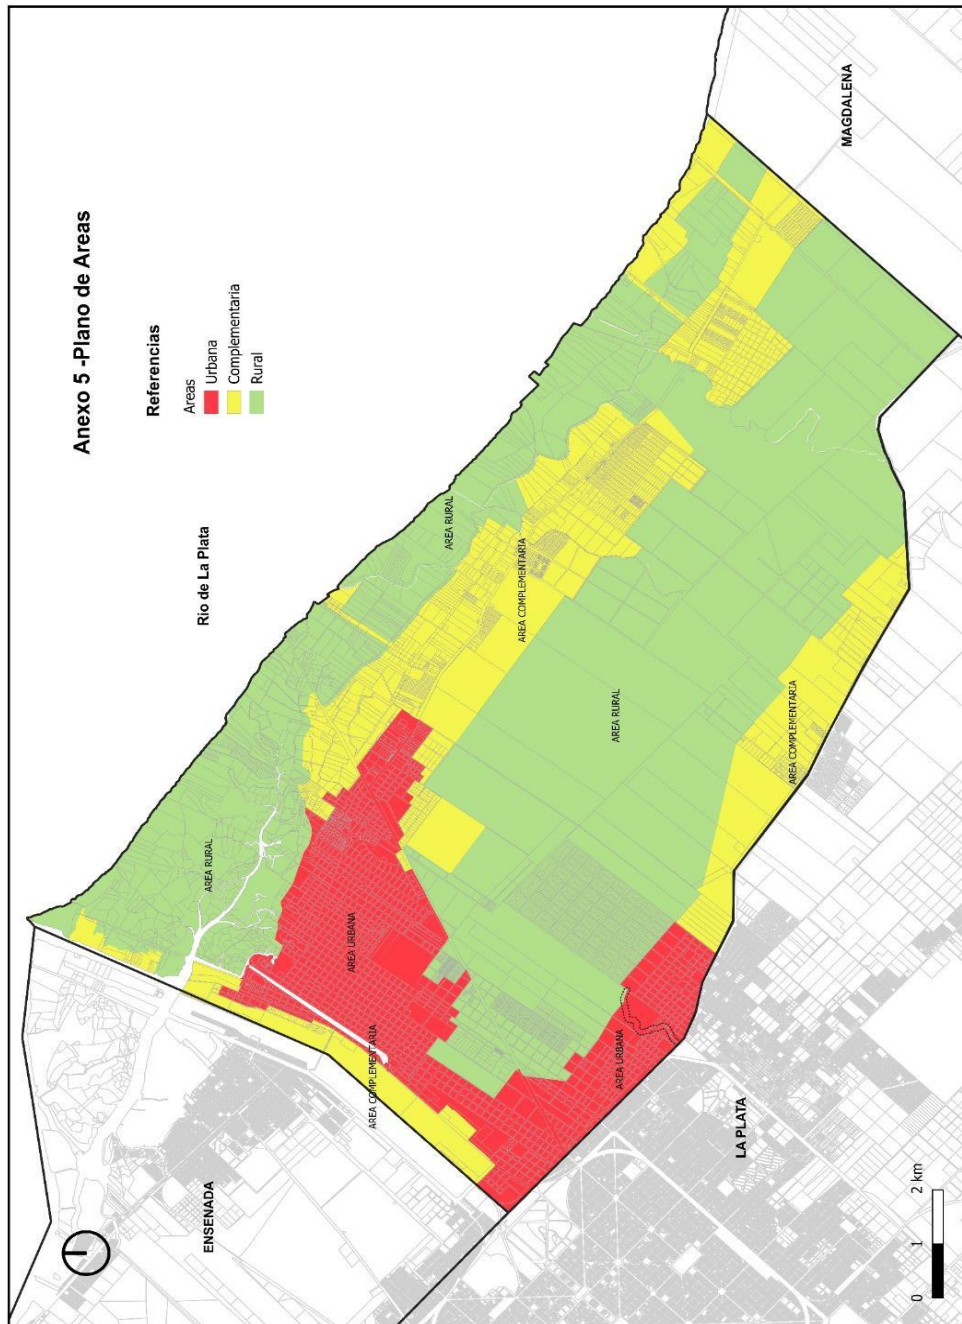 Anexo 5 -Plano de Areas
Referencias
Areas
Urbana
Complementaria
Rural
Rio de La Plata
MAGDALENA
AREA RURAL
AREA COMPLEMENTARIA
AREA RURAL
AREA COMPLEMENTARIA
AREA RURAL
AREA URBANA
AREA COMPLEMENTARIA
AREA URBANA
ENSENADA
LA PLATA
0 1 2 km